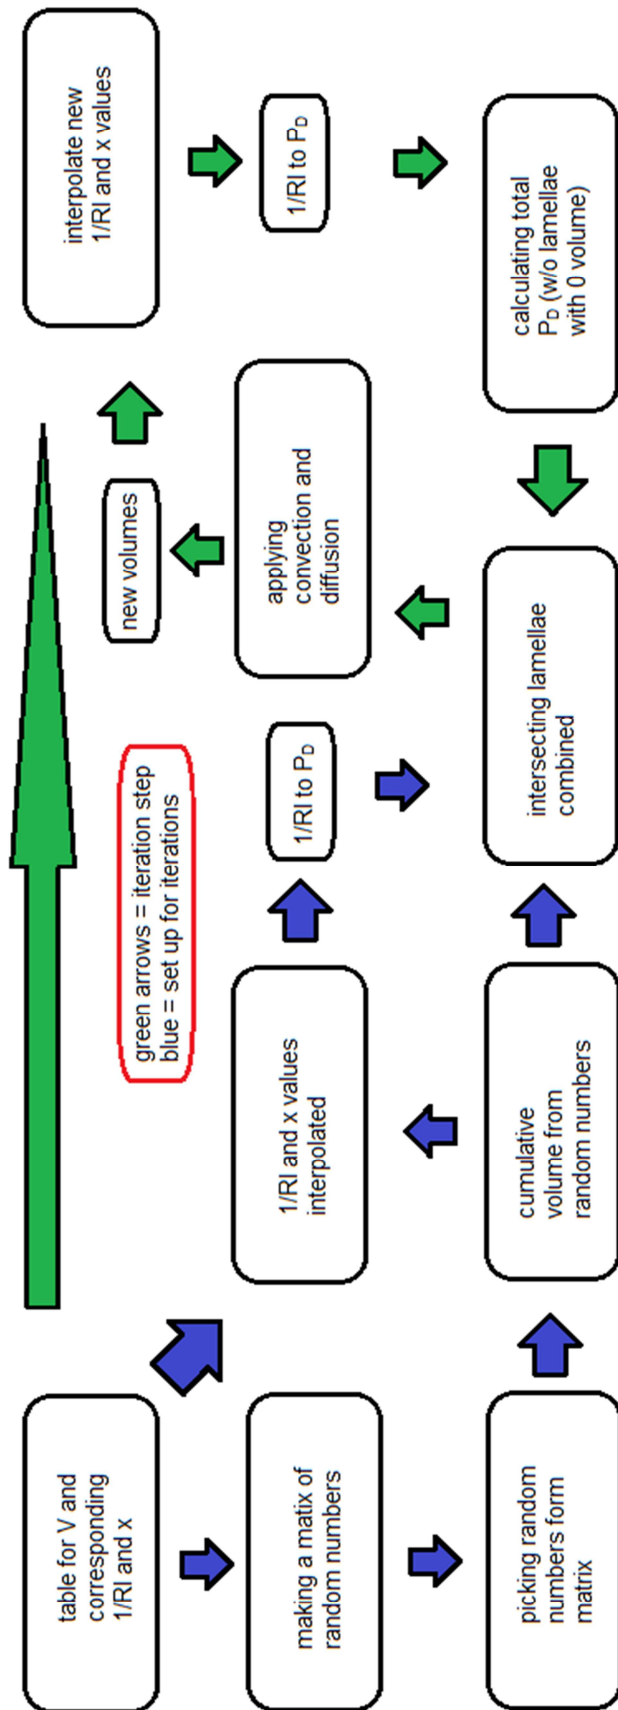 table for V and
corresponding
1/RI and x
making a matix of
random numbers
picking random
numbers form
matrix
cumulative
volume from
random numbers
1/RI and x values
interpolated
1/RI to PD
green arrows = iteration step
blue = set up for iterations
intersecting lamellae
combined
applying
convection and
diffusion
new volumes
interpolate new
1/RI and x values
1/RI to PD
calculating total
PD (w/o lamellae
with 0 volume)